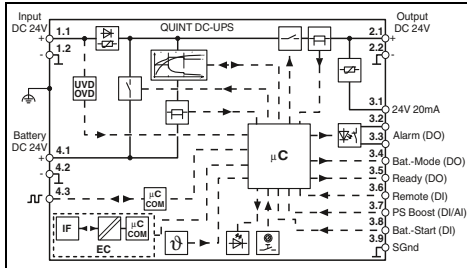 Input
DC 24V
QUINT DC-UPS
Output
DC 24V
1.1
+
1.2
-
2.1
+
2.2
-
UVD
OVD
3.1
24V 20mA
3.2
Alarm (DO)
3.3
Battery
DC 24V
4.1
+
4.2
-
4.3
μC
μC
COM
3.4
Bat.-Mode (DO)
3.5
Ready (DO)
3.6
Remote (DI)
3.7
PS Boost (DI/AI)
3.8
Bat.-Start (DI)
3.9
SGnd
IF
μC
COM
EC
ϑ